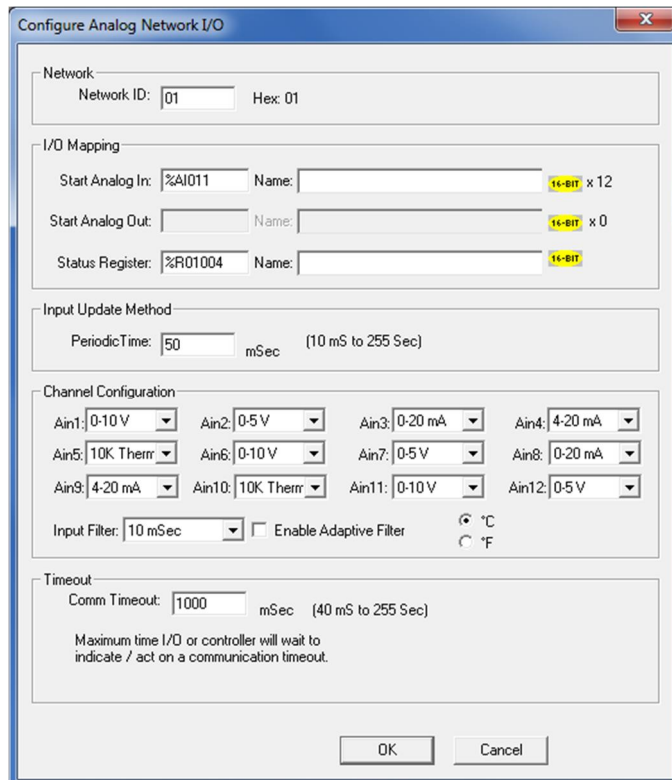 Configure Analog Network I/O
Network
Network ID: 01 Hex: 01
I/O Mapping
Start Analog In: %AI011 Name: 16-BIT x 12
Start Analog Out: Name: 16-BIT x 0
Status Register: %R01004 Name: 16-BIT
Input Update Method
PeriodicTime: 50 mSec (10 mS to 255 Sec)
Channel Configuration
Ain1: 0-10 V Ain2: 0-5 V Ain3: 0-20 mA Ain4: 4-20 mA
Ain5: 10K Therm Ain6: 0-10 V Ain7: 0-5 V Ain8: 0-20 mA
Ain9: 4-20 mA Ain10: 10K Therm Ain11: 0-10 V Ain12: 0-5 V
Input Filter: 10 mSec Enable Adaptive Filter °C
°F
Timeout
Comm Timeout: 1000 mSec (40 mS to 255 Sec)
Maximum time I/O or controller will wait to
indicate / act on a communication timeout.
OK Cancel